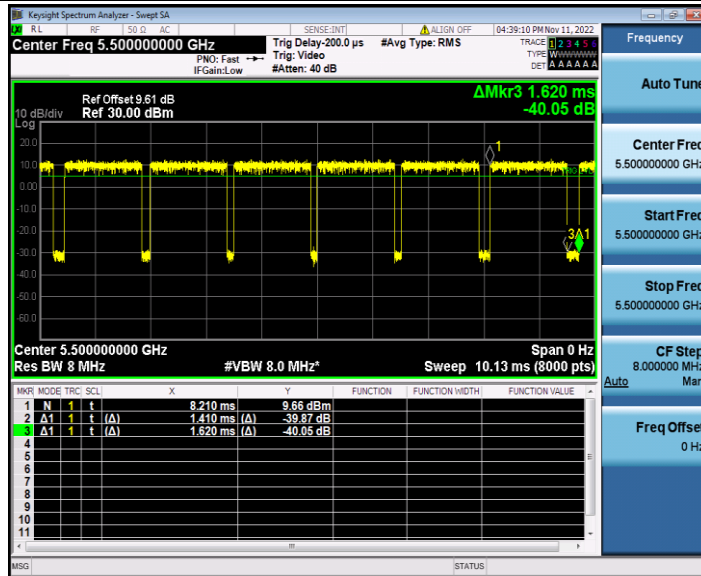 Keysight Spectrum Analyzer - Swept SA
RL RF 50 Ω AC SENSE:INT ALIGN OFF 04:39:10 PM Nov 11, 2022
Center Freq 5.500000000 GHz
PNO: Fast
IFGain:Low
Trig Delay-200.0 µs
Trig: Video
#Atten: 40 dB
#Avg Type: RMS
TRACE 1 2 3 4 5 6
TYPE WWWWWW
DET A A A A A A
Ref Offset 9.61 dB
10 dB/div Ref 30.00 dBm
Log
ΔMkr3 1.620 ms
-40.05 dB
20.0
10.0
0.00
-10.0
-20.0
-30.0
-40.0
-50.0
-60.0
1
3Δ1
Center 5.500000000 GHz Span 0 Hz
Res BW 8 MHz #VBW 8.0 MHz* Sweep 10.13 ms (8000 pts)
MKR MODE TRC SCL X Y FUNCTION FUNCTION WIDTH FUNCTION VALUE
1 N 1 t 8.210 ms 9.66 dBm
2 Δ1 1 t (Δ) 1.410 ms (Δ) -39.87 dB
3 Δ1 1 t (Δ) 1.620 ms (Δ) -40.05 dB
4
5
6
7
8
9
10
11
MSG STATUS
Frequency
Auto Tune
Center Freq
5.500000000 GHz
Start Freq
5.500000000 GHz
Stop Freq
5.500000000 GHz
CF Step
8.000000 MHz
Auto Man
Freq Offset
0 Hz